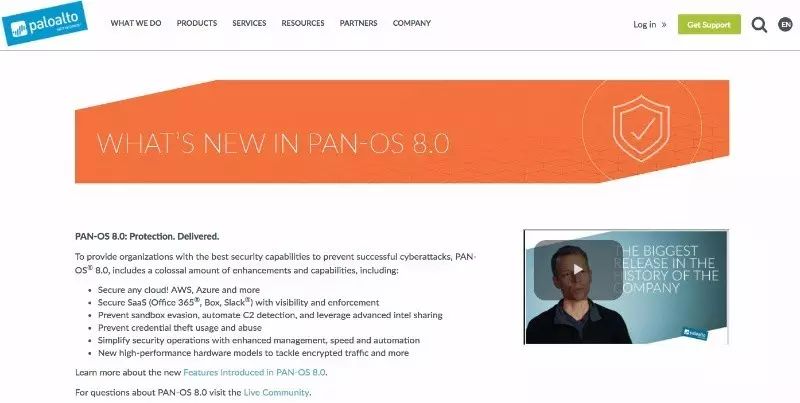 paloalto
NETWORKS
WHAT WE DO PRODUCTS SERVICES RESOURCES PARTNERS COMPANY
Log in » Get Support EN
WHAT'S NEW IN PAN-OS 8.0
PAN-OS 8.0: Protection. Delivered.
To provide organizations with the best security capabilities to prevent successful cyberattacks, PAN-
OS® 8.0, includes a colossal amount of enhancements and capabilities, including:
• Secure any cloud! AWS, Azure and more
• Secure SaaS (Office 365®, Box, Slack®) with visibility and enforcement
• Prevent sandbox evasion, automate C2 detection, and leverage advanced intel sharing
• Prevent credential theft usage and abuse
• Simplify security operations with enhanced management, speed and automation
• New high-performance hardware models to tackle encrypted traffic and more
Learn more about the new Features Introduced in PAN-OS 8.0.
For questions about PAN-OS 8.0 visit the Live Community.
THE BIGGEST
RELEASE IN THE
HISTORY OF THE
COMPANY
paloalto